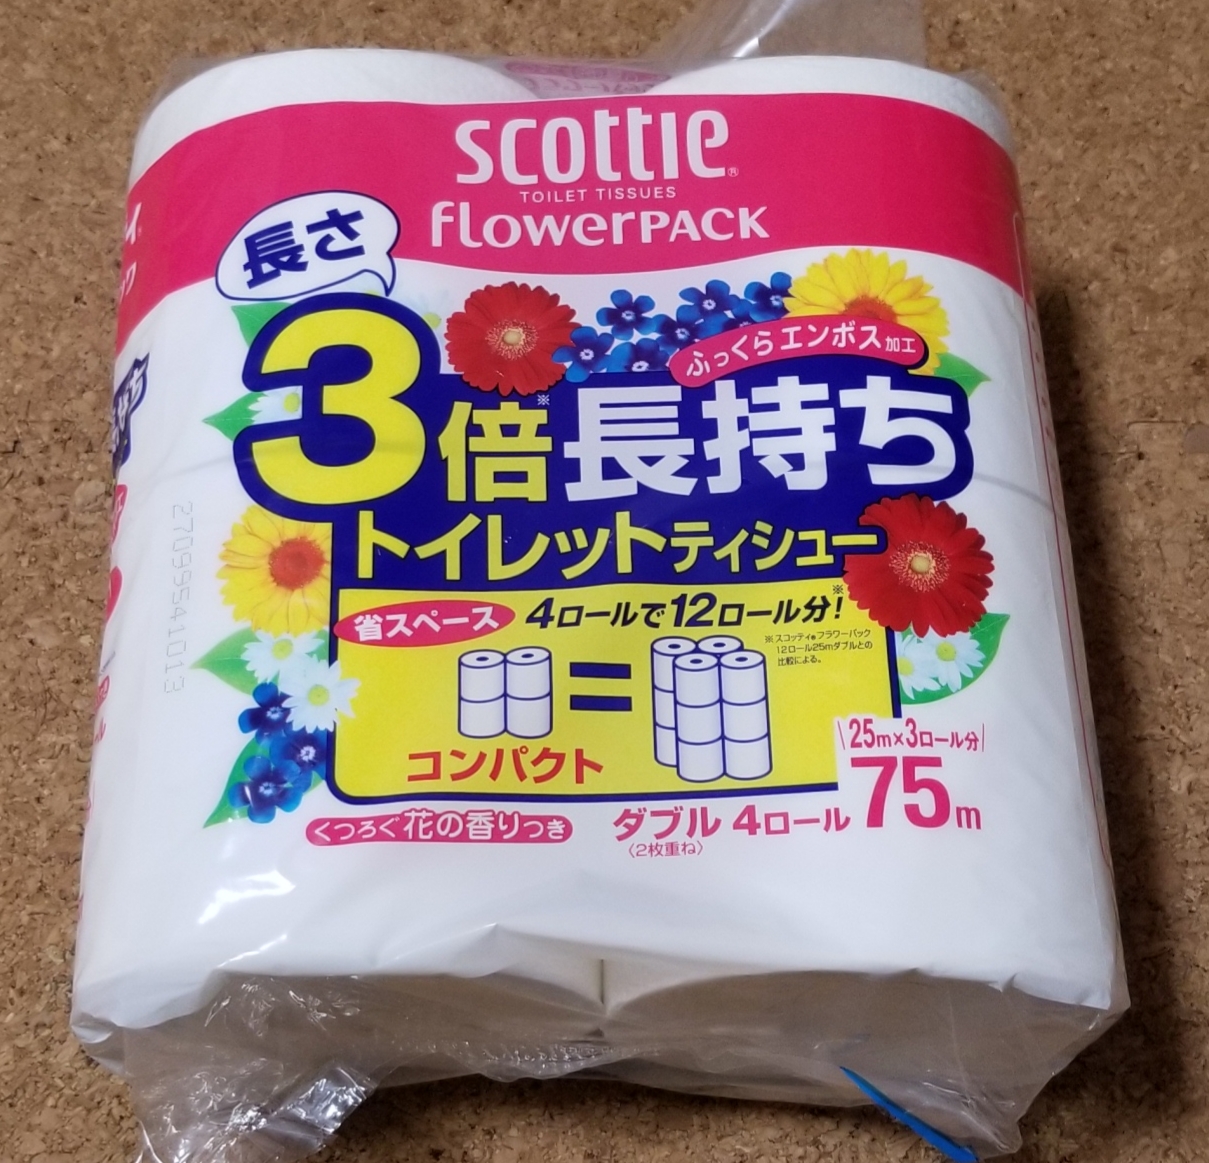 scottie®
TOILET TISSUES
flowerPACK
長さ
ふっくらエンボス加工
3倍※長持ち
トイレットティシュー
省スペース 4ロールで12ロール分!※
※スコッティ®フラワーパック
12ロール25mダブルとの
比較による。
=
コンパクト
25m×3ロール分
75m
くつろぐ花の香りつき
ダブル 4ロール
〈2枚重ね〉
2709954 1013